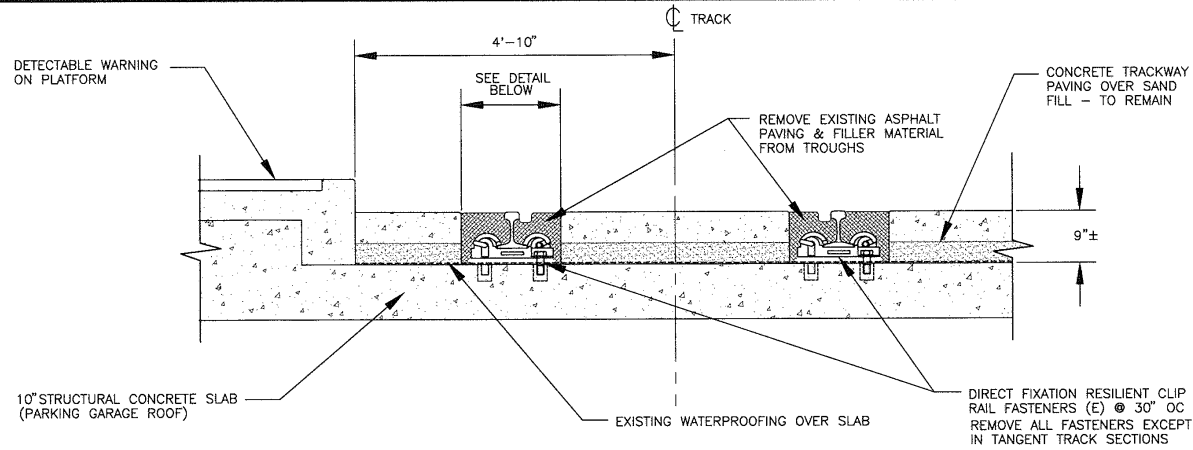 ℄ TRACK
4'-10"
DETECTABLE WARNING
ON PLATFORM
SEE DETAIL
BELOW
CONCRETE TRACKWAY
PAVING OVER SAND
FILL - TO REMAIN
REMOVE EXISTING ASPHALT
PAVING & FILLER MATERIAL
FROM TROUGHS
9"±
10" STRUCTURAL CONCRETE SLAB
(PARKING GARAGE ROOF)
EXISTING WATERPROOFING OVER SLAB
DIRECT FIXATION RESILIENT CLIP
RAIL FASTENERS (E) @ 30" OC
REMOVE ALL FASTENERS EXCEPT
IN TANGENT TRACK SECTIONS